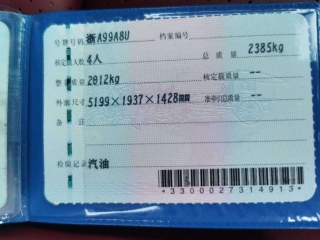 号牌号码 浙A99A8U 档案编号
核定载人数 4人 总质量 2385kg
整备质量 2012kg 核定载质量 --
外廓尺寸 5199×1937×1428mm 准牵引总质量 --
备注
检验记录 汽油
*3300027314913*